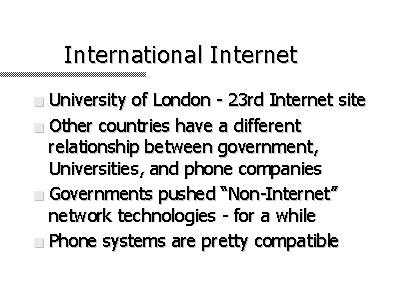 International Internet
University of London - 23rd Internet site
Other countries have a different
relationship between government,
Universities, and phone companies
Governments pushed “Non-Internet”
network technologies - for a while
Phone systems are pretty compatible